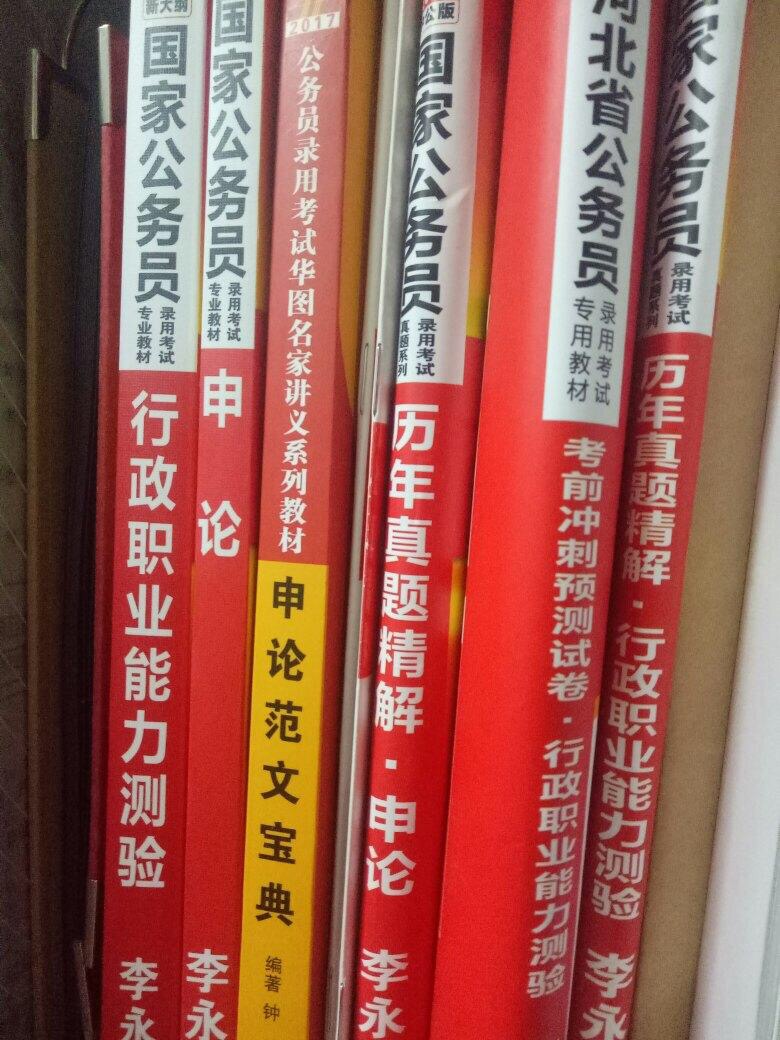 新大纲
国家公务员
录用考试
专业教材
行政职业能力测验
李永
国家公务员
录用考试
专业教材
申论
李永
2017
公务员录用考试华图名家讲义系列教材
申论范文宝典
编著 钟
公版
国家公务员
录用考试
真题系列
历年真题精解·申论
李永
河北省公务员
录用考试
专用教材
考前冲刺预测试卷·行政职业能力测验
家公务员
录用考试
真题系列
历年真题精解·行政职业能力测验
李永